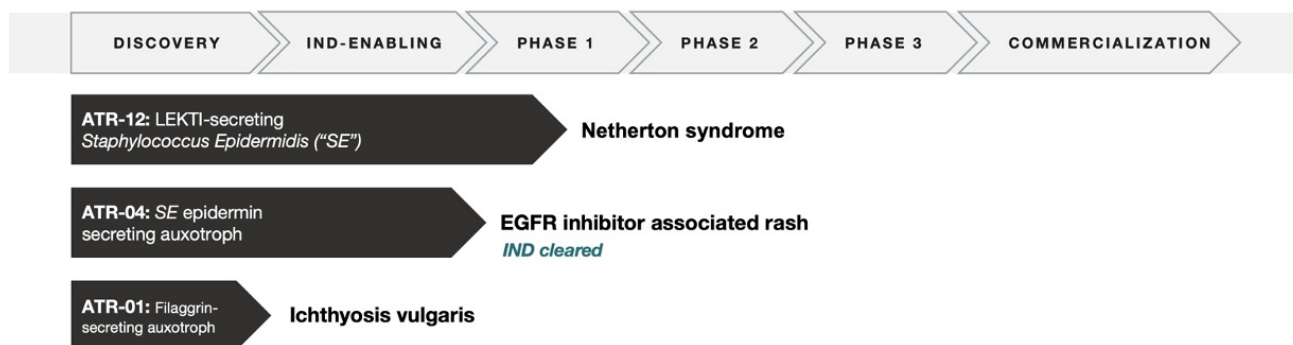 DISCOVERY IND-ENABLING PHASE 1 PHASE 2 PHASE 3 COMMERCIALIZATION
ATR-12: LEKTI-secreting
Staphylococcus Epidermidis (“SE”)
Netherton syndrome
ATR-04: SE epidermin
secreting auxotroph
EGFR inhibitor associated rash
IND cleared
ATR-01: Filaggrin-
secreting auxotroph
Ichthyosis vulgaris